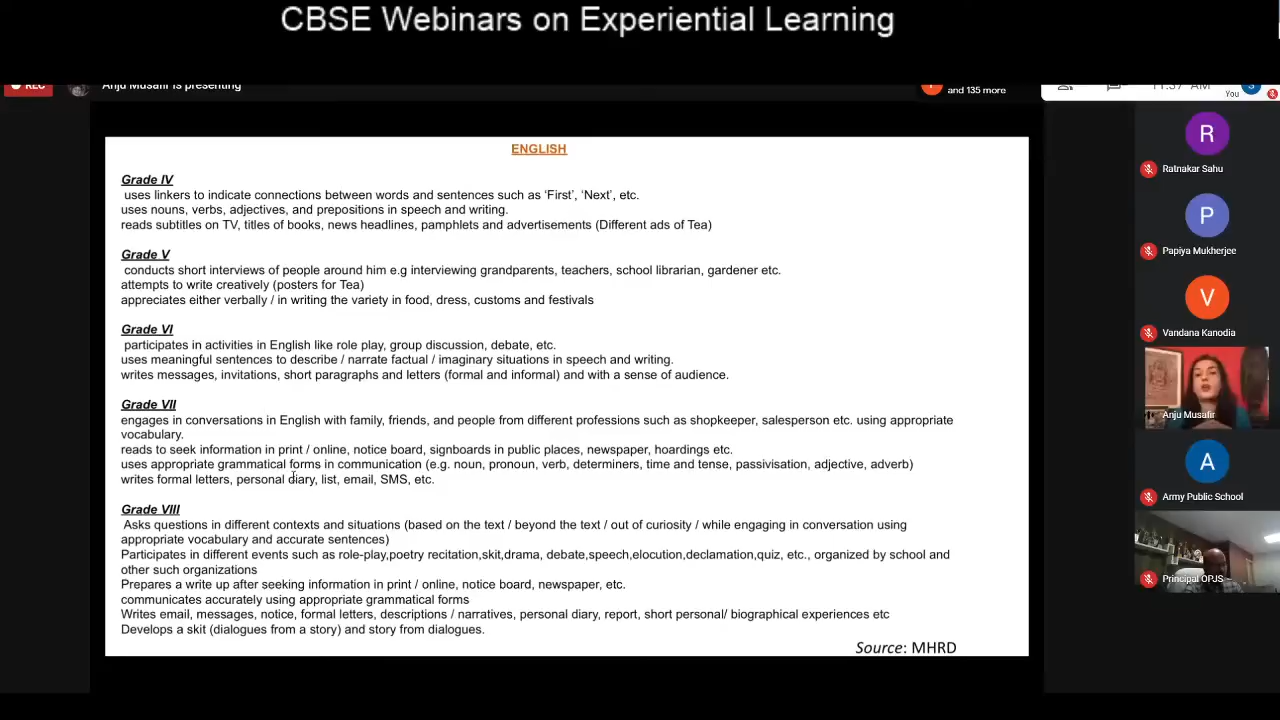 CBSE Webinars on Experiential Learning
REC
Anju Musafir is presenting
and 135 more
11:37 AM
You
ENGLISH
Grade IV
uses linkers to indicate connections between words and sentences such as ‘First’, ‘Next’, etc.
uses nouns, verbs, adjectives, and prepositions in speech and writing.
reads subtitles on TV, titles of books, news headlines, pamphlets and advertisements (Different ads of Tea)
Grade V
conducts short interviews of people around him e.g interviewing grandparents, teachers, school librarian, gardener etc.
attempts to write creatively (posters for Tea)
appreciates either verbally / in writing the variety in food, dress, customs and festivals
Grade VI
participates in activities in English like role play, group discussion, debate, etc.
uses meaningful sentences to describe / narrate factual / imaginary situations in speech and writing.
writes messages, invitations, short paragraphs and letters (formal and informal) and with a sense of audience.
Grade VII
engages in conversations in English with family, friends, and people from different professions such as shopkeeper, salesperson etc. using appropriate
vocabulary.
reads to seek information in print / online, notice board, signboards in public places, newspaper, hoardings etc.
uses appropriate grammatical forms in communication (e.g. noun, pronoun, verb, determiners, time and tense, passivisation, adjective, adverb)
writes formal letters, personal diary, list, email, SMS, etc.
Grade VIII
Asks questions in different contexts and situations (based on the text / beyond the text / out of curiosity / while engaging in conversation using
appropriate vocabulary and accurate sentences)
Participates in different events such as role-play,poetry recitation,skit,drama, debate,speech,elocution,declamation,quiz, etc., organized by school and
other such organizations
Prepares a write up after seeking information in print / online, notice board, newspaper, etc.
communicates accurately using appropriate grammatical forms
Writes email, messages, notice, formal letters, descriptions / narratives, personal diary, report, short personal/ biographical experiences etc
Develops a skit (dialogues from a story) and story from dialogues.
Source: MHRD
R
Ratnakar Sahu
P
Papiya Mukherjee
V
Vandana Kanodia
Anju Musafir
A
Army Public School
Principal OPJS